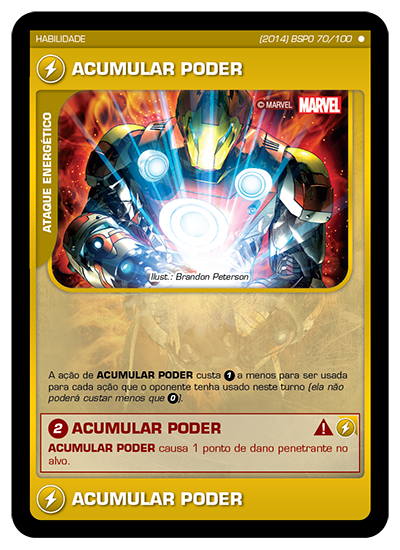 HABILIDADE (2014) BSP0 70/100
ACUMULAR PODER
ATAQUE ENERGÉTICO
© MARVEL MARVEL
Ilust.: Brandon Peterson
A ação de ACUMULAR PODER custa 1 a menos para ser usada
para cada ação que o oponente tenha usado neste turno (ela não
poderá custar menos que 0).
2 ACUMULAR PODER
ACUMULAR PODER causa 1 ponto de dano penetrante no
alvo.
ACUMULAR PODER